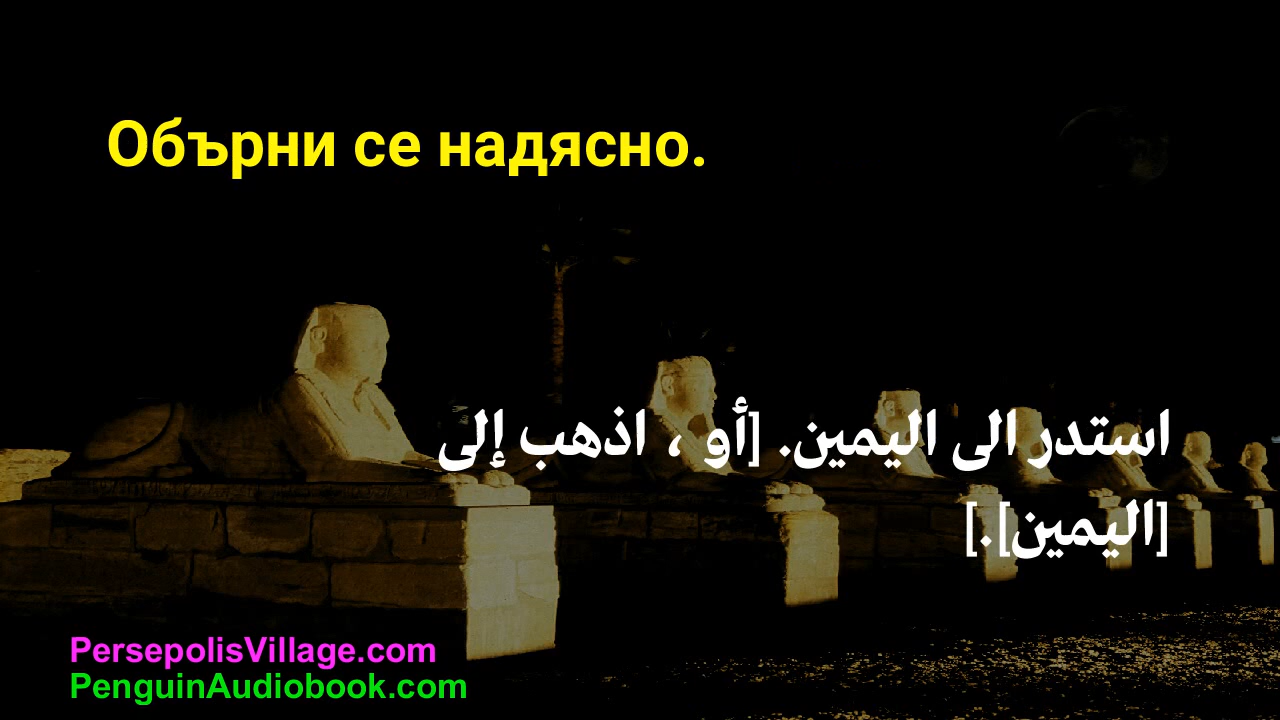 Обърни се надясно.
استدر الى اليمين. [أو ، اذهب إلى
[اليمين].]
PersepolisVillage.com
PenguinAudiobook.com